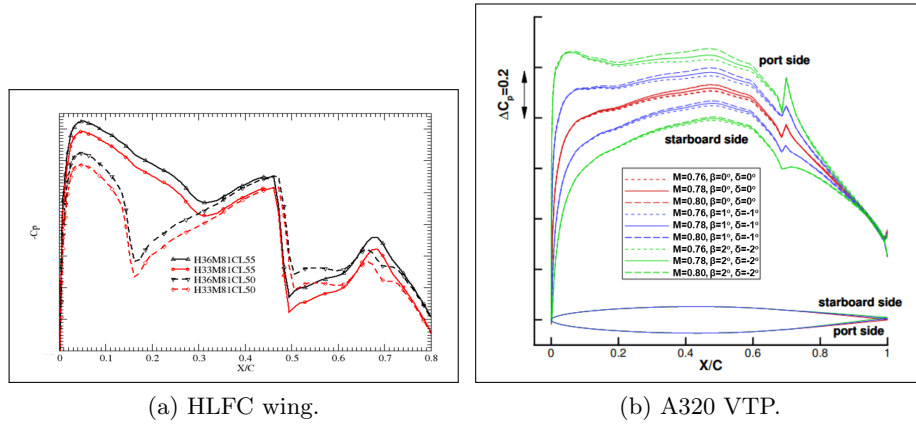 -Cp
H36M81CL55
H33M81CL55
H36M81CL50
H33M81CL50
0 0.1 0.2 0.3 0.4 0.5 0.6 0.7 0.8
X/C
(a) HLFC wing.
ΔCp=0.2
port side
starboard side
M=0.76, β=0°, δ=0°
M=0.78, β=0°, δ=0°
M=0.80, β=0°, δ=0°
M=0.76, β=1°, δ=-1°
M=0.78, β=1°, δ=-1°
M=0.80, β=1°, δ=-1°
M=0.76, β=2°, δ=-2°
M=0.78, β=2°, δ=-2°
M=0.80, β=2°, δ=-2°
starboard side
port side
0 0.2 0.4 0.6 0.8 1
X/C
(b) A320 VTP.